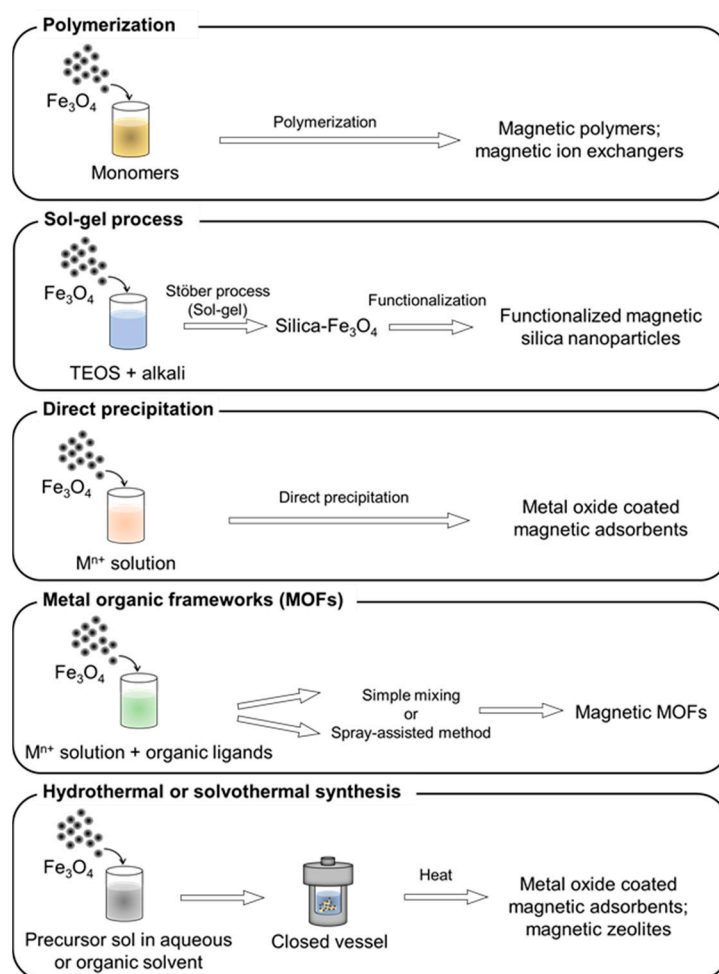 Polymerization
Fe₃O₄
Monomers
Polymerization
Magnetic polymers;
magnetic ion exchangers
Sol-gel process
Fe₃O₄
TEOS + alkali
Stöber process
(Sol-gel)
Silica-Fe₃O₄
Functionalization
Functionalized magnetic
silica nanoparticles
Direct precipitation
Fe₃O₄
Mⁿ⁺ solution
Direct precipitation
Metal oxide coated
magnetic adsorbents
Metal organic frameworks (MOFs)
Fe₃O₄
Mⁿ⁺ solution + organic ligands
Simple mixing
or
Spray-assisted method
Magnetic MOFs
Hydrothermal or solvothermal synthesis
Fe₃O₄
Precursor sol in aqueous
or organic solvent
Closed vessel
Heat
Metal oxide coated
magnetic adsorbents;
magnetic zeolites